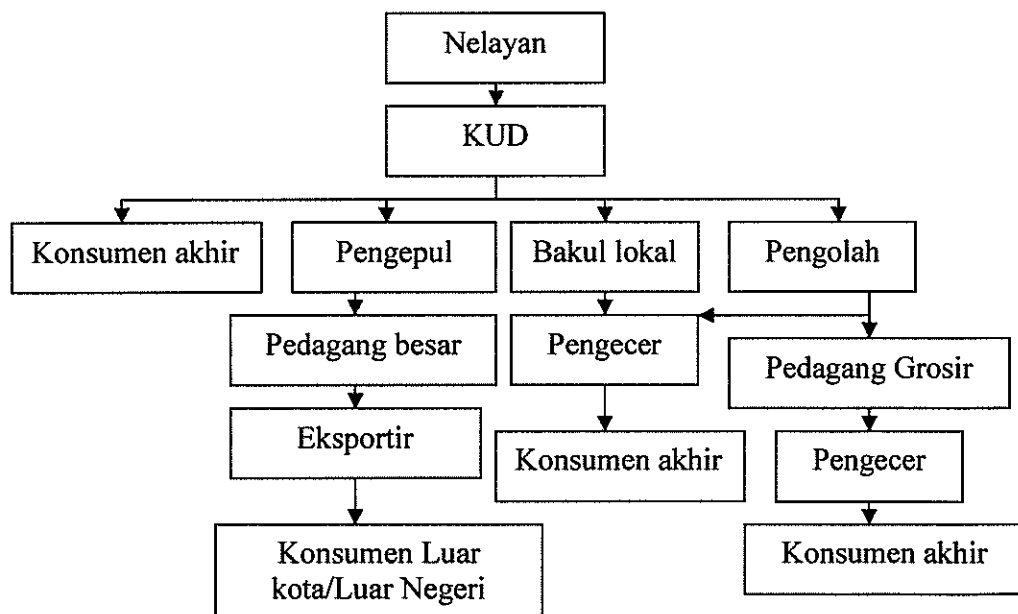 Nelayan
KUD
Konsumen akhir
Pengepul
Bakul lokal
Pengolah
Pedagang besar
Pengecer
Pedagang Grosir
Eksportir
Konsumen akhir
Pengecer
Konsumen Luar
kota/Luar Negeri
Konsumen akhir